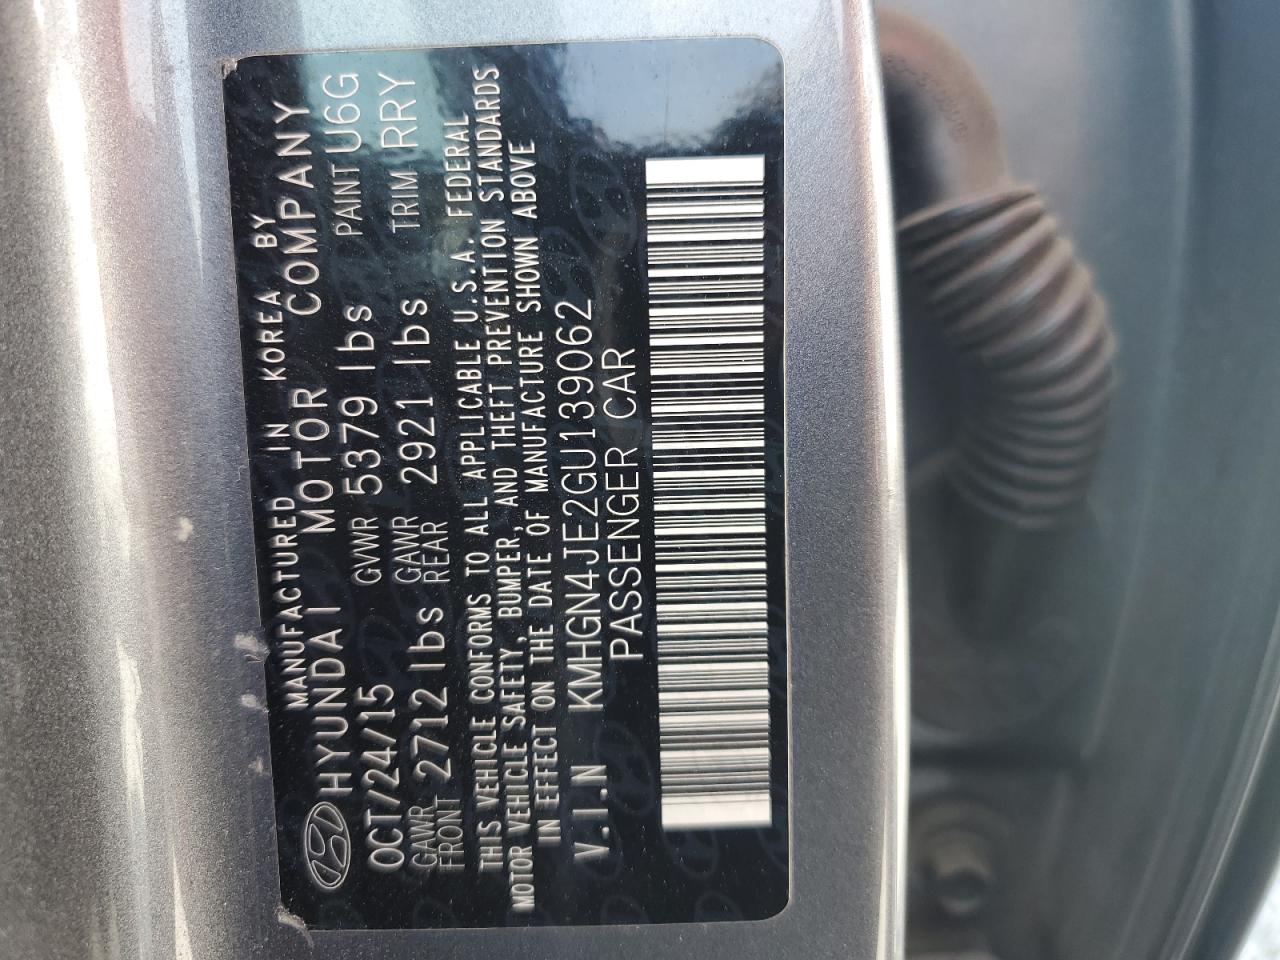 MANUFACTURED IN KOREA BY
HYUNDAI MOTOR COMPANY
OCT/24/15 GVWR 5379 lbs PAINT U6G
GAWR FRONT 2712 lbs GAWR REAR 2921 lbs TRIM RRY
THIS VEHICLE CONFORMS TO ALL APPLICABLE U.S.A. FEDERAL
MOTOR VEHICLE SAFETY, BUMPER, AND THEFT PREVENTION STANDARDS
IN EFFECT ON THE DATE OF MANUFACTURE SHOWN ABOVE
V.I.N KMHGN4JE2GU139062
PASSENGER CAR